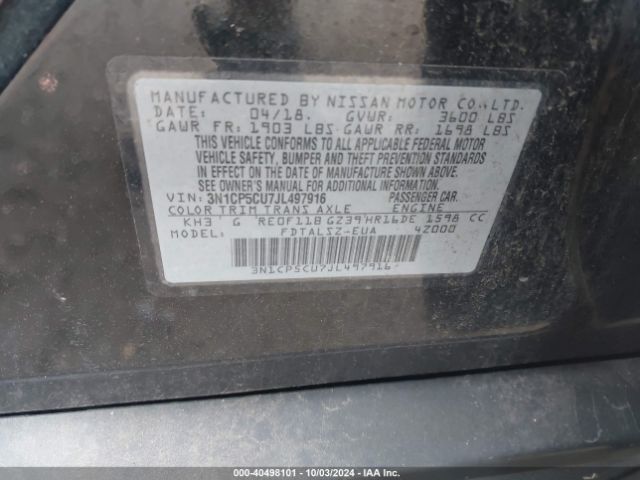 MANUFACTURED BY NISSAN MOTOR CO., LTD.
DATE: 04/18. GVWR: 3600 LBS
GAWR FR: 1903 LBS GAWR RR: 1698 LBS
THIS VEHICLE CONFORMS TO ALL APPLICABLE FEDERAL MOTOR
VEHICLE SAFETY, BUMPER AND THEFT PREVENTION STANDARDS
IN EFFECT ON THE DATE OF MANUFACTURE SHOWN ABOVE.
SEE OWNER'S MANUAL FOR ADDITIONAL INFORMATION
VIN: 3N1CP5CU7JL497916 PASSENGER CAR.
COLOR TRIM TRANS AXLE ENGINE
KH3 G RE0F11B GZ39 HR16DE 1598 CC
MODEL: FDTALSZ-EUA 4Z000
3N1CP5CU7JL497916
000-40498101 - 10/03/2024 - IAA Inc.